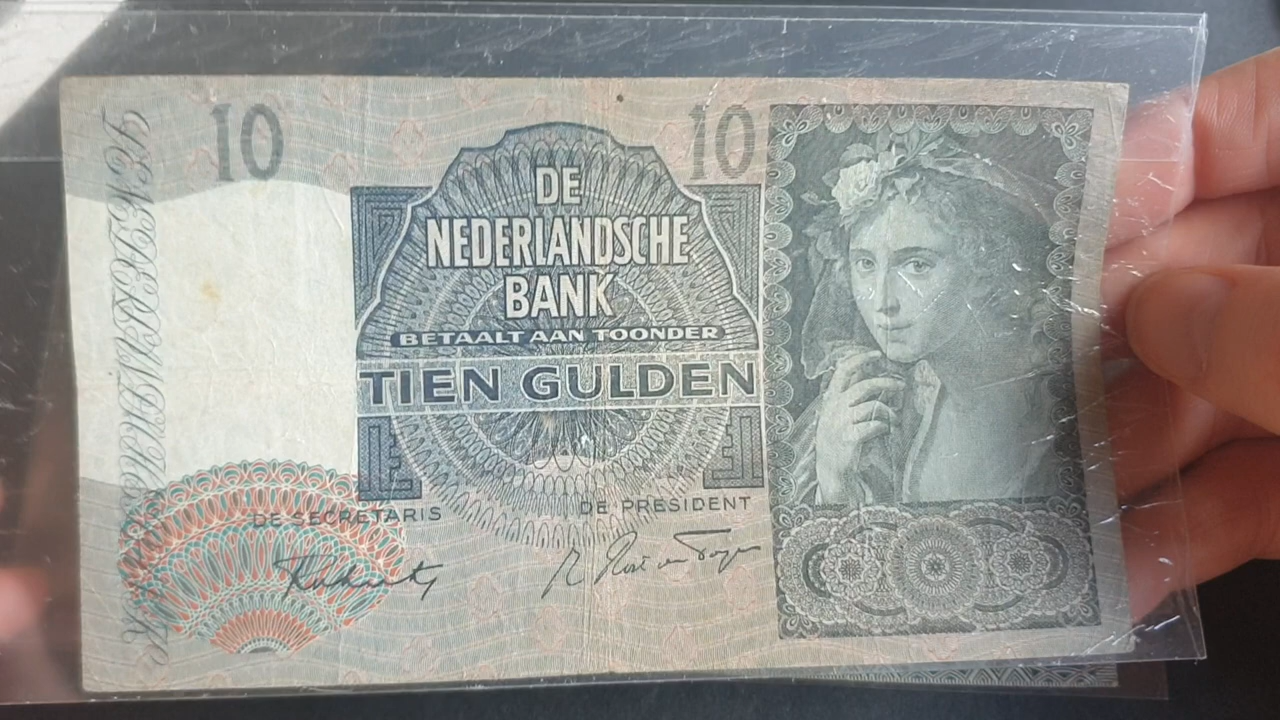 10
10
DE
NEDERLANDSCHE
BANK
BETAALT AAN TOONDER
TIEN GULDEN
DE SECRETARIS
DE PRESIDENT